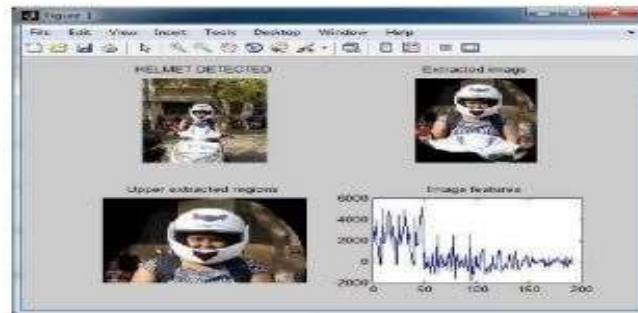 Figure 1
File Edit View Insert Tools Desktop Window Help
HELMET DETECTED
Extracted image
Upper extracted regions
Image features
6000
4000
2000
0
-2000
0 50 100 150 200